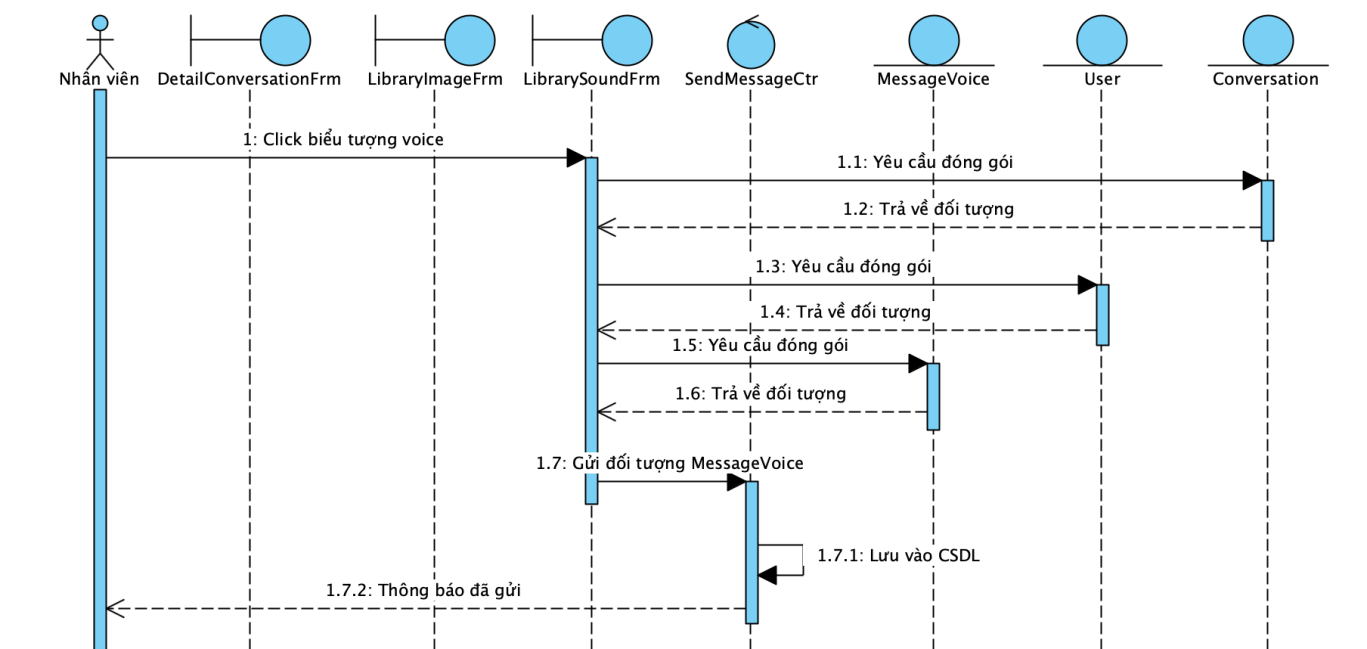 Nhân viên
DetailConversationFrm
LibraryImageFrm
LibrarySoundFrm
SendMessageCtr
MessageVoice
User
Conversation
1: Click biểu tượng voice
1.1: Yêu cầu đóng gói
1.2: Trả về đối tượng
1.3: Yêu cầu đóng gói
1.4: Trả về đối tượng
1.5: Yêu cầu đóng gói
1.6: Trả về đối tượng
1.7: Gửi đối tượng MessageVoice
1.7.1: Lưu vào CSDL
1.7.2: Thông báo đã gửi